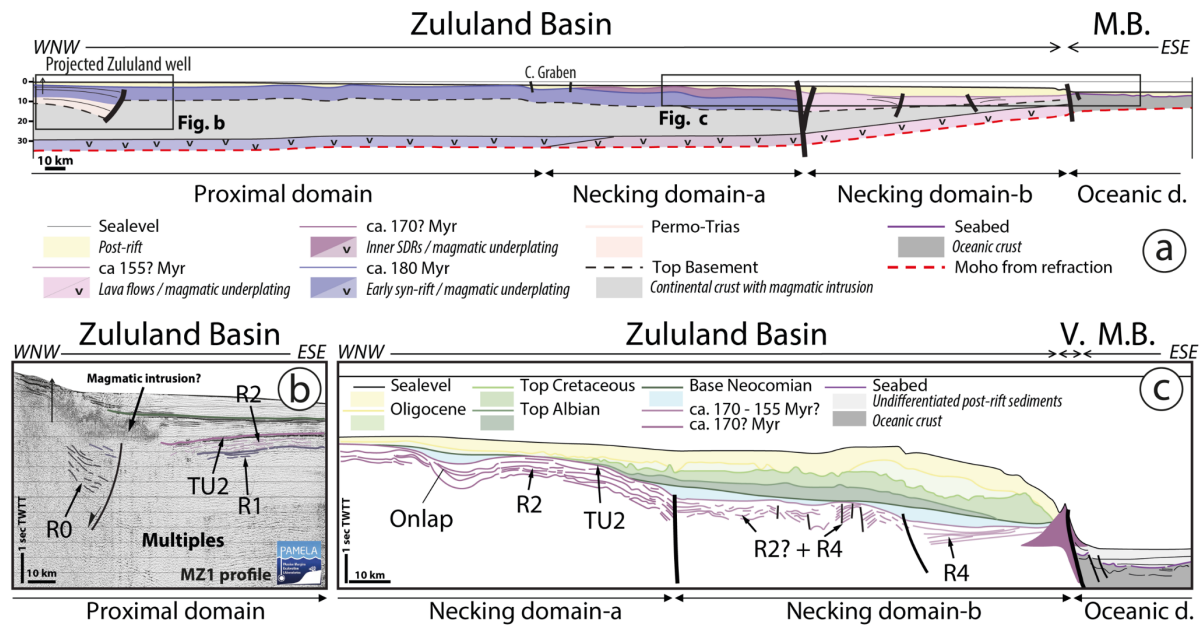 Zululand Basin
M.B.
WNW
ESE
Projected Zululand well
C. Graben
0
10
20
30
Fig. b
Fig. c
v v v v v v v v v v v v v v v v v v v
10 km
Proximal domain
Necking domain-a
Necking domain-b
Oceanic d.
Sealevel
Post-rift
ca 155? Myr
Lava flows / magmatic underplating
v
ca. 170? Myr
Inner SDRs / magmatic underplating
v
ca. 180 Myr
Early syn-rift / magmatic underplating
v
Permo-Trias
Top Basement
Continental crust with magmatic intrusion
Seabed
Oceanic crust
Moho from refraction
a
Zululand Basin
WNW
ESE
b
Magmatic intrusion?
R2
TU2
R1
R0
Multiples
MZ1 profile
PAMELA
1 sec TWTT
10 km
Proximal domain
Zululand Basin
V. M.B.
WNW
ESE
c
Sealevel
Oligocene
Top Cretaceous
Top Albian
Base Neocomian
ca. 170 - 155 Myr?
ca. 170? Myr
Seabed
Undifferentiated post-rift sediments
Oceanic crust
Onlap
R2
TU2
R2? + R4
R4
1 sec TWTT
10 km
Necking domain-a
Necking domain-b
Oceanic d.